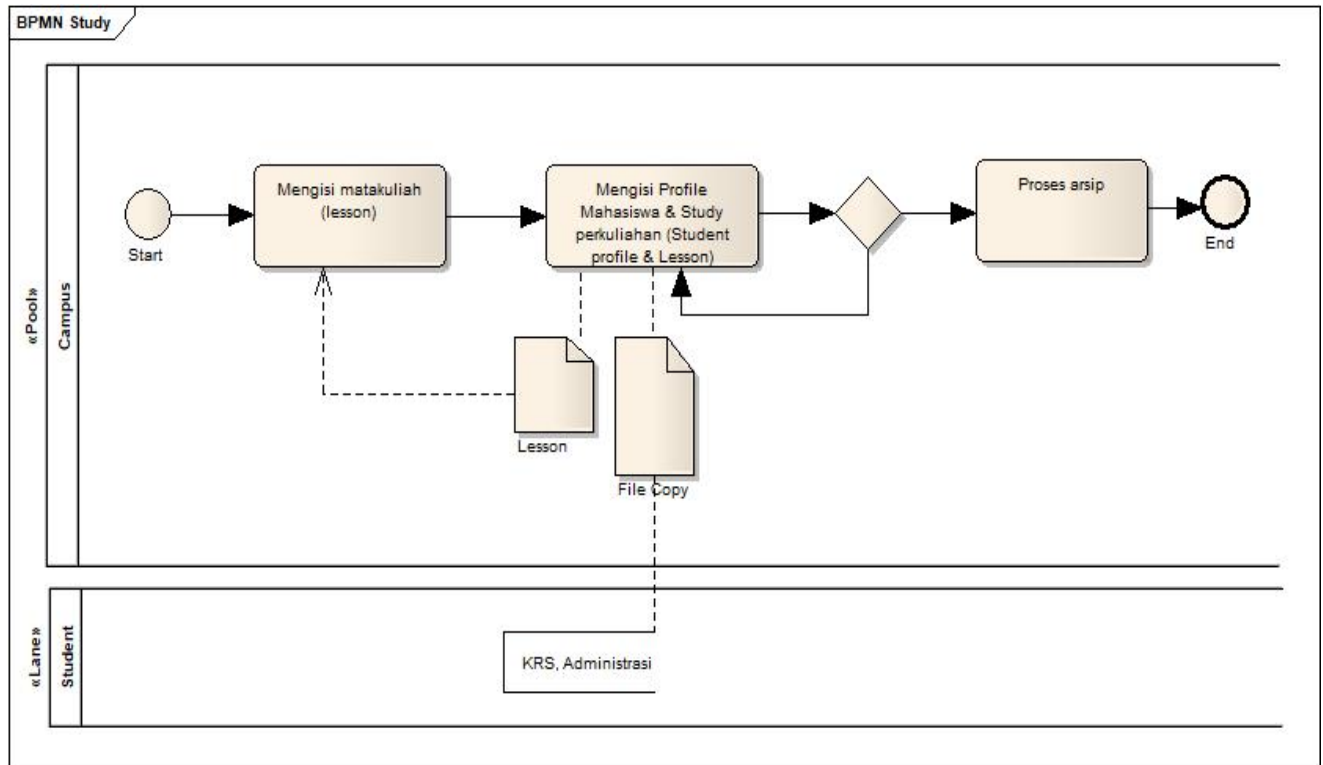 BPMN Study
«Pool»
Campus
Start
Mengisi matakuliah
(lesson)
Mengisi Profile
Mahasiswa & Study
perkuliahan (Student
profile & Lesson)
Proses arsip
End
Lesson
File Copy
«Lane»
Student
KRS, Administrasi